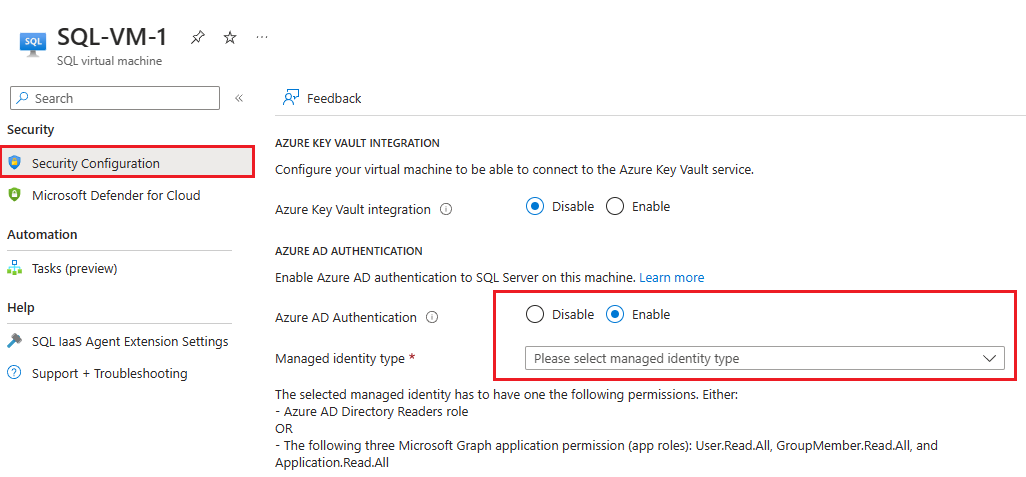 SQL
SQL-VM-1
SQL virtual machine
Search
Security
Security Configuration
Microsoft Defender for Cloud
Automation
Tasks (preview)
Help
SQL IaaS Agent Extension Settings
Support + Troubleshooting
Feedback
AZURE KEY VAULT INTEGRATION
Configure your virtual machine to be able to connect to the Azure Key Vault service.
Azure Key Vault integration Disable Enable
AZURE AD AUTHENTICATION
Enable Azure AD authentication to SQL Server on this machine. Learn more
Azure AD Authentication Disable Enable
Managed identity type * Please select managed identity type
The selected managed identity has to have one the following permissions. Either:
- Azure AD Directory Readers role
OR
- The following three Microsoft Graph application permission (app roles): User.Read.All, GroupMember.Read.All, and
Application.Read.All